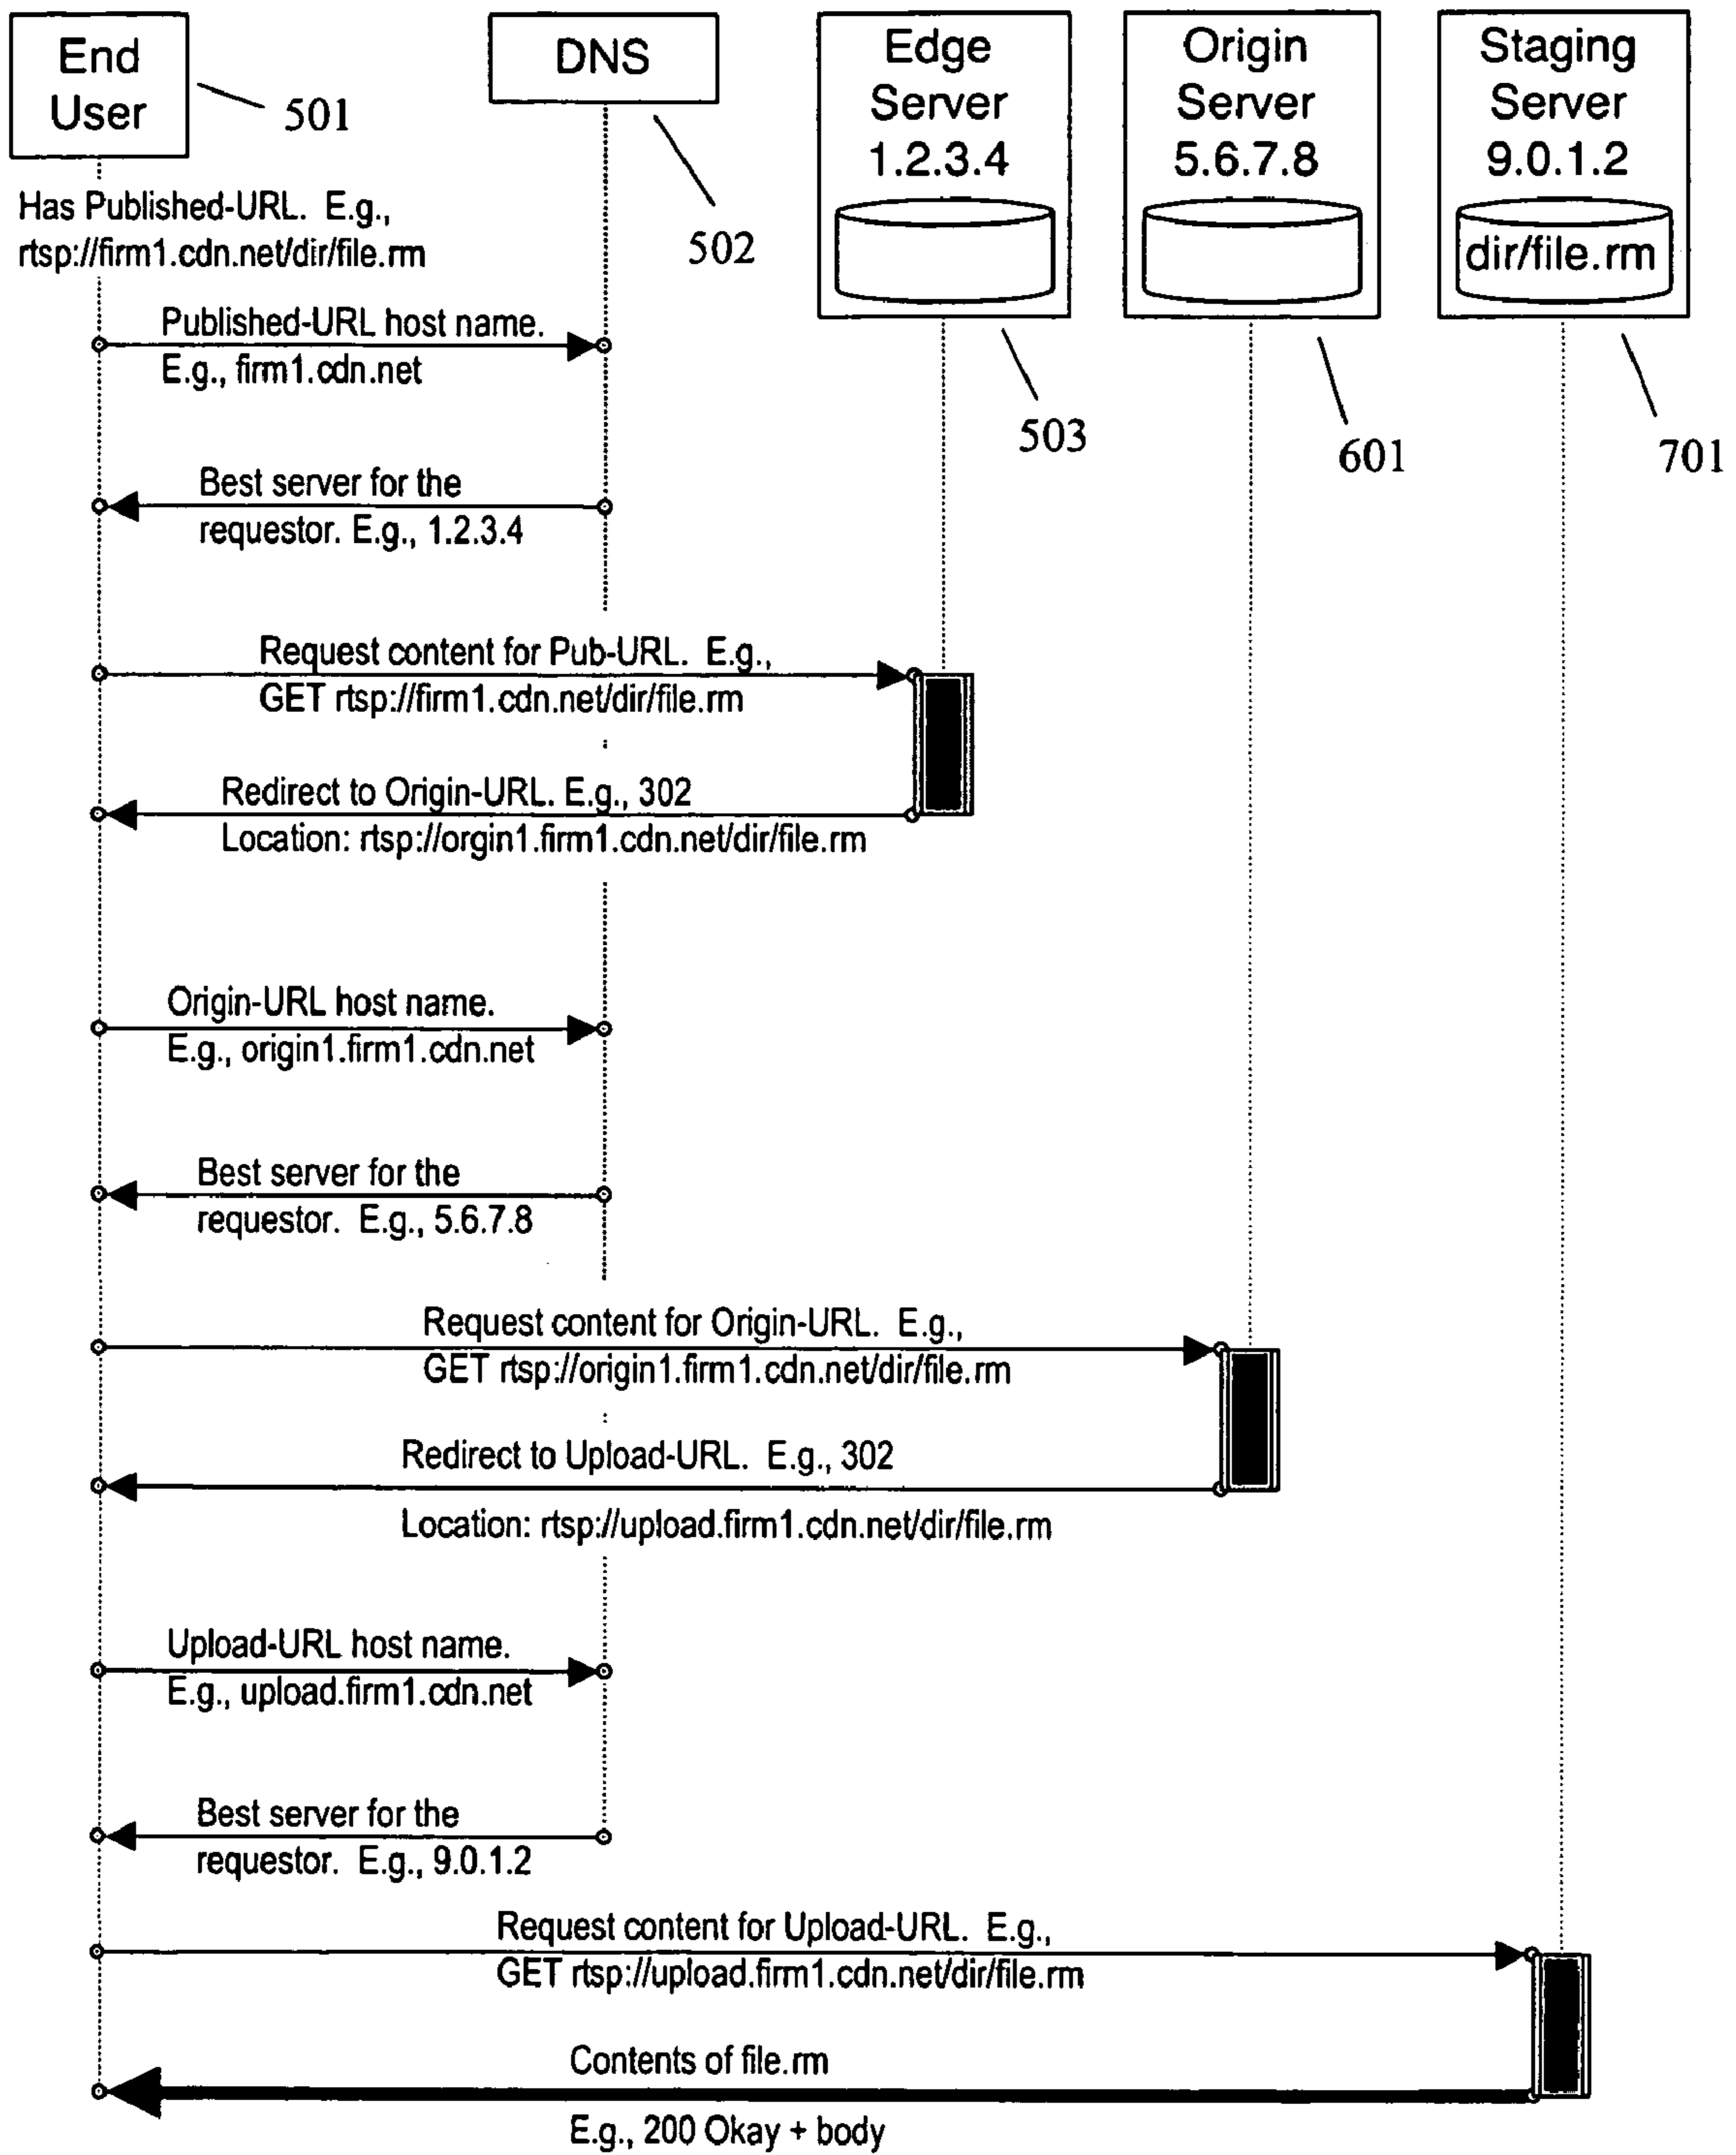 End
User
501
DNS
502
Edge
Server
1.2.3.4
503
Origin
Server
5.6.7.8
601
Staging
Server
9.0.1.2
dir/file.rm
701
Has Published-URL. E.g.,
rtsp://firm1.cdn.net/dir/file.rm
Published-URL host name.
E.g., firm1.cdn.net
Best server for the
requestor. E.g., 1.2.3.4
Request content for Pub-URL. E.g.,
GET rtsp://firm1.cdn.net/dir/file.rm
Redirect to Origin-URL. E.g., 302
Location: rtsp://orgin1.firm1.cdn.net/dir/file.rm
Origin-URL host name.
E.g., origin1.firm1.cdn.net
Best server for the
requestor. E.g., 5.6.7.8
Request content for Origin-URL. E.g.,
GET rtsp://origin1.firm1.cdn.net/dir/file.rm
Redirect to Upload-URL. E.g., 302
Location: rtsp://upload.firm1.cdn.net/dir/file.rm
Upload-URL host name.
E.g., upload.firm1.cdn.net
Best server for the
requestor. E.g., 9.0.1.2
Request content for Upload-URL. E.g.,
GET rtsp://upload.firm1.cdn.net/dir/file.rm
Contents of file.rm
E.g., 200 Okay + body